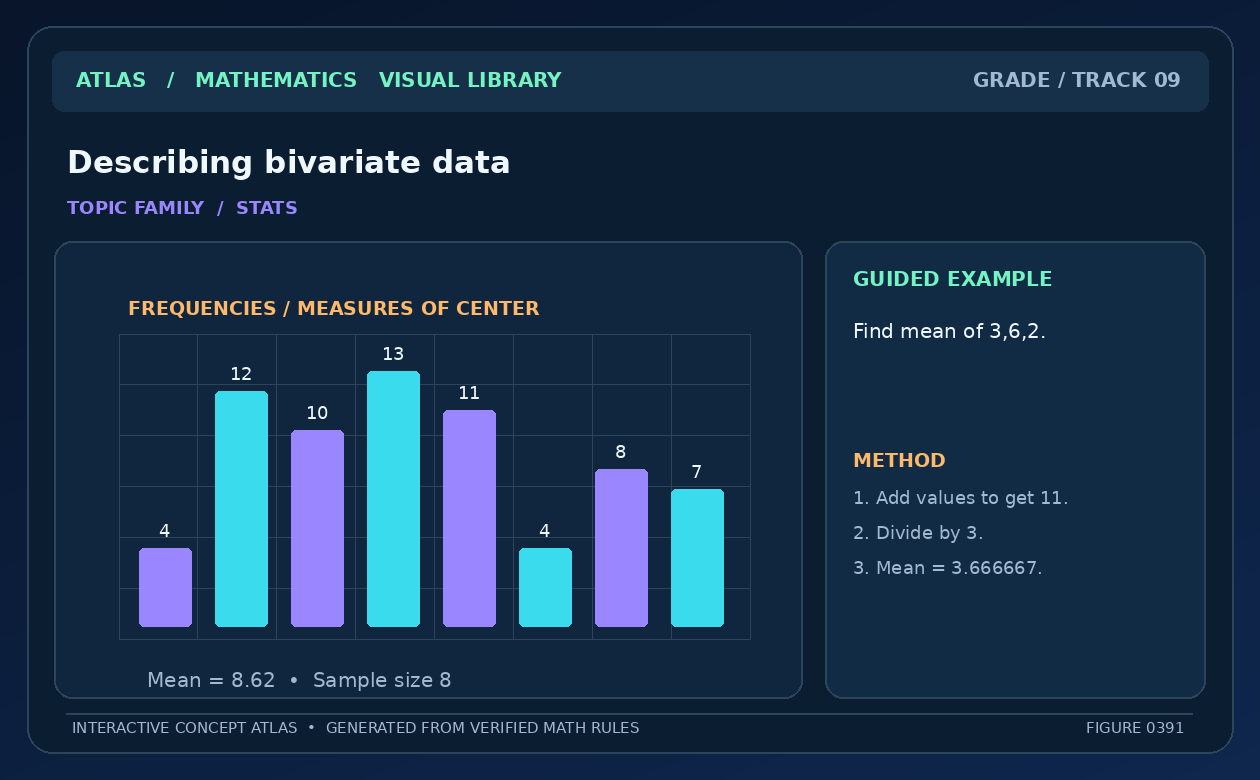 ATLAS / MATHEMATICS VISUAL LIBRARY
GRADE / TRACK 09
Describing bivariate data
TOPIC FAMILY / STATS
FREQUENCIES / MEASURES OF CENTER
4
12
10
13
11
4
8
7
Mean = 8.62 • Sample size 8
GUIDED EXAMPLE
Find mean of 3,6,2.
METHOD
1. Add values to get 11.
2. Divide by 3.
3. Mean = 3.666667.
INTERACTIVE CONCEPT ATLAS • GENERATED FROM VERIFIED MATH RULES
FIGURE 0391